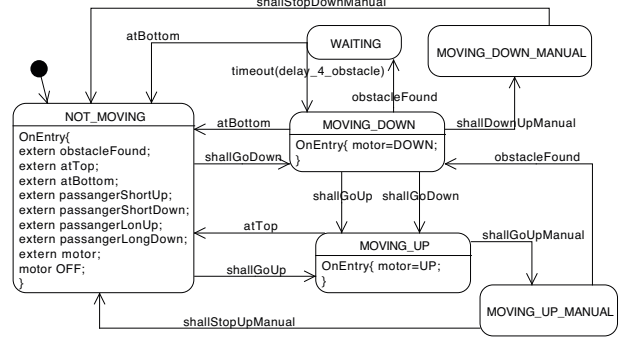 shallStopDownManual
atBottom
WAITING
MOVING_DOWN_MANUAL
timeout(delay_4_obstacle)
obstacleFound
NOT_MOVING
OnEntry{
extern obstacleFound;
extern atTop;
extern atBottom;
extern passangerShortUp;
extern passangerShortDown;
extern passangerLonUp;
extern passangerLongDown;
extern motor;
motor OFF;
}
atBottom
shallGoDown
MOVING_DOWN
OnEntry{ motor=DOWN;
}
shallDownUpManual
obstacleFound
shallGoUp
shallGoDown
atTop
MOVING_UP
OnEntry{ motor=UP;
}
shallGoUpManual
shallGoUp
MOVING_UP_MANUAL
shallStopUpManual